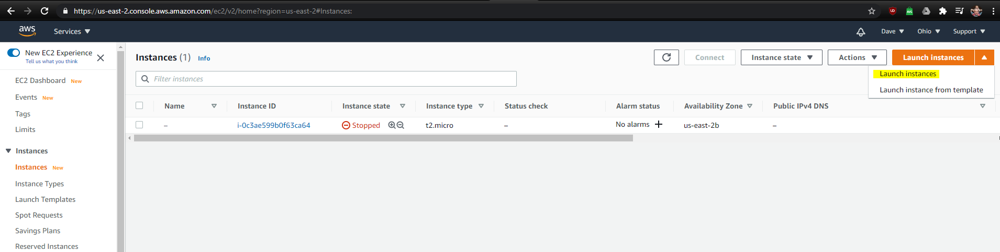 https://us-east-2.console.aws.amazon.com/ec2/v2/home?region=us-east-2#Instances:
aws Services Dave Ohio Support
New EC2 Experience
Tell us what you think
EC2 Dashboard New
Events New
Tags
Limits
Instances
Instances New
Instance Types
Launch Templates
Spot Requests
Savings Plans
Reserved Instances
Instances (1) Info
Connect Instance state Actions Launch instances
Launch instances
Launch instance from template
Filter instances
Name Instance ID Instance state Instance type Status check Alarm status Availability Zone Public IPv4 DNS
– i-0c3ae599b0f63ca64 Stopped t2.micro – No alarms + us-east-2b –